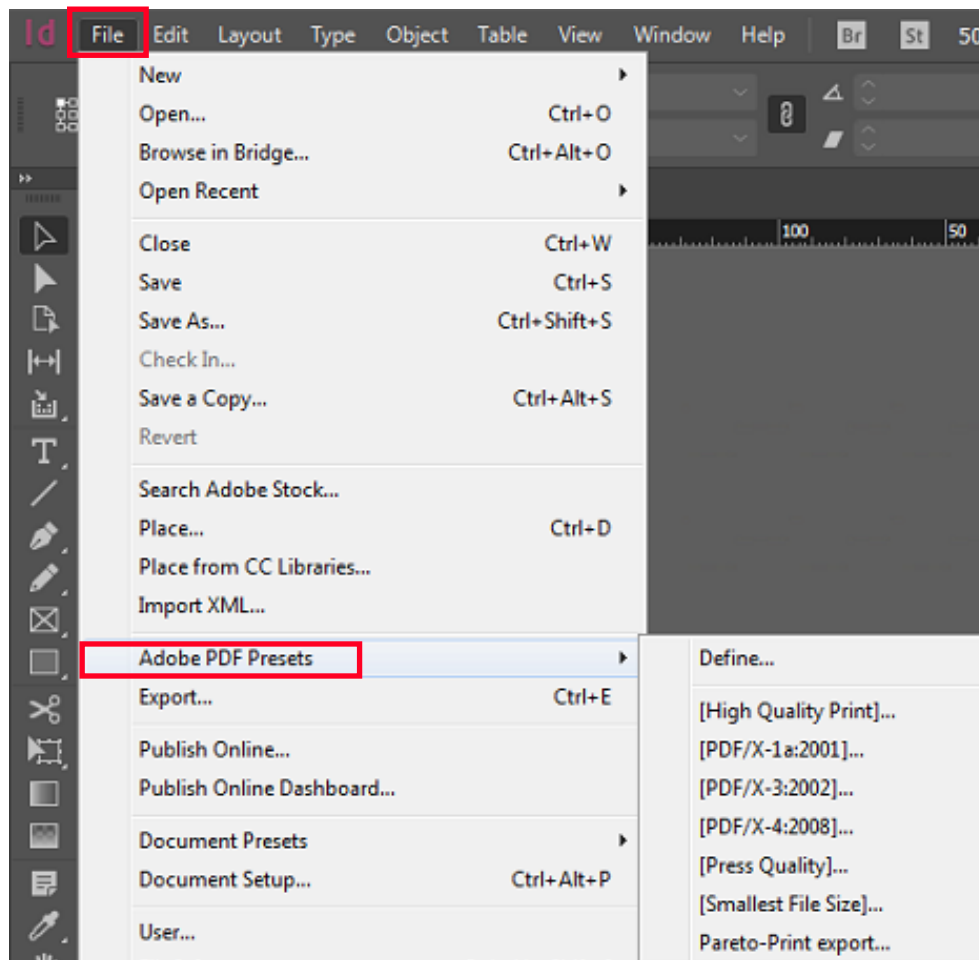 Id File Edit Layout Type Object Table View Window Help Br St 50
New
Open... Ctrl+O
Browse in Bridge... Ctrl+Alt+O
Open Recent
100 50
Close Ctrl+W
Save Ctrl+S
Save As... Ctrl+Shift+S
Check In...
Save a Copy... Ctrl+Alt+S
Revert
T
Search Adobe Stock...
Place... Ctrl+D
Place from CC Libraries...
Import XML...
Adobe PDF Presets
Export... Ctrl+E
Publish Online...
Publish Online Dashboard...
Document Presets
Document Setup... Ctrl+Alt+P
User...
Define...
[High Quality Print]...
[PDF/X-1a:2001]...
[PDF/X-3:2002]...
[PDF/X-4:2008]...
[Press Quality]...
[Smallest File Size]...
Pareto-Print export...